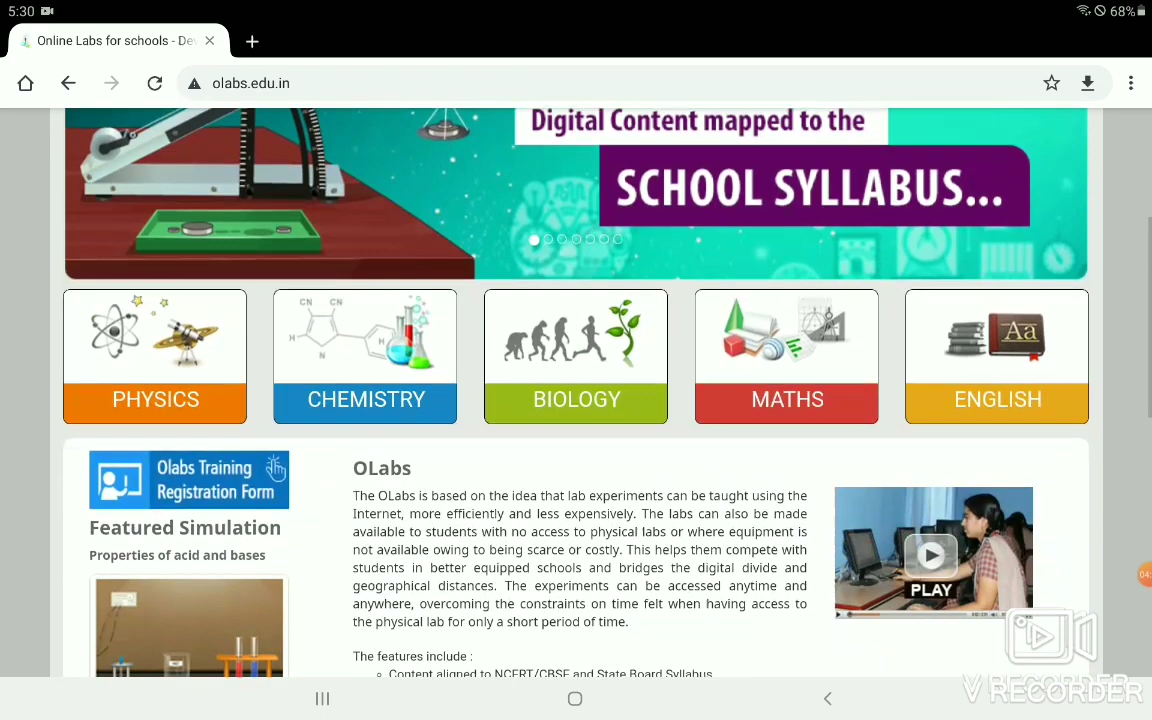 5:30
68%
Online Labs for schools - Dev
olabs.edu.in
Digital Content mapped to the
SCHOOL SYLLABUS...
CN CN
H
H
N
Aa
PHYSICS
CHEMISTRY
BIOLOGY
MATHS
ENGLISH
Olabs Training
Registration Form
Featured Simulation
Properties of acid and bases
OLabs
The OLabs is based on the idea that lab experiments can be taught using the
Internet, more efficiently and less expensively. The labs can also be made
available to students with no access to physical labs or where equipment is
not available owing to being scarce or costly. This helps them compete with
students in better equipped schools and bridges the digital divide and
geographical distances. The experiments can be accessed anytime and
anywhere, overcoming the constraints on time felt when having access to
the physical lab for only a short period of time.
The features include :
Content aligned to NCERT/CBSE and State Board Syllabus
PLAY
04:
V RECORDER